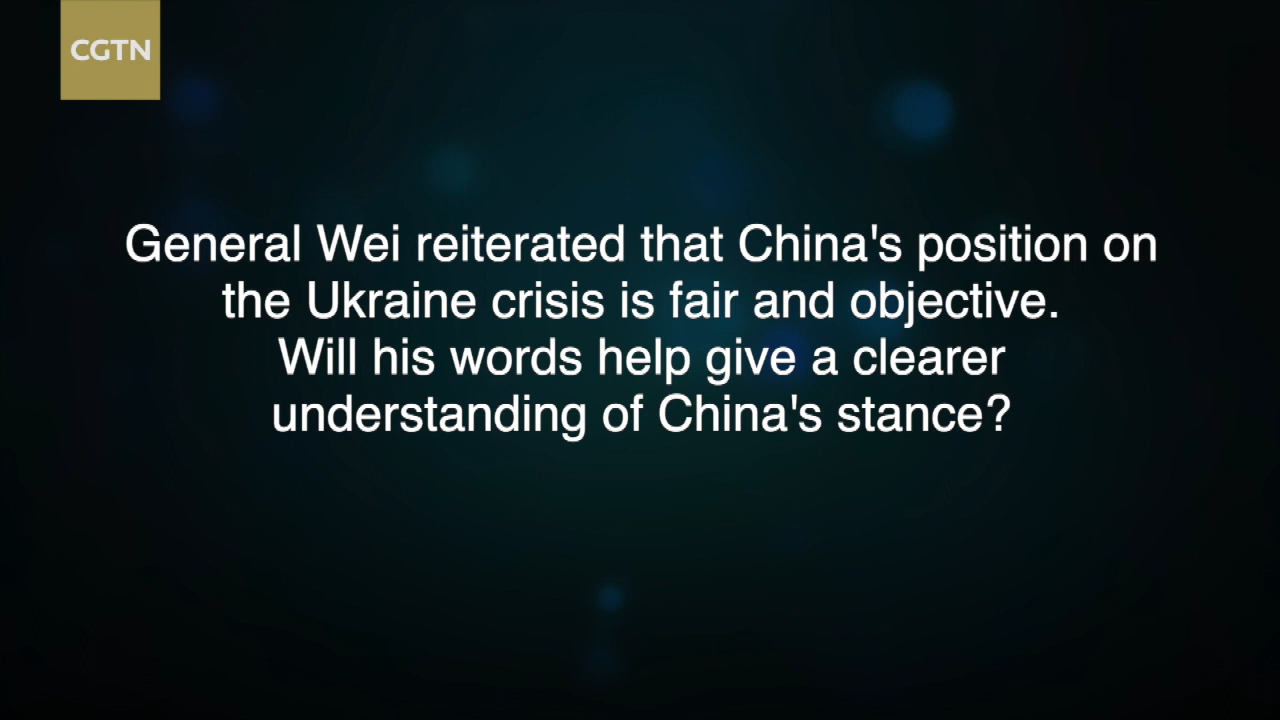 CGTN
General Wei reiterated that China's position on
the Ukraine crisis is fair and objective.
Will his words help give a clearer
understanding of China's stance?